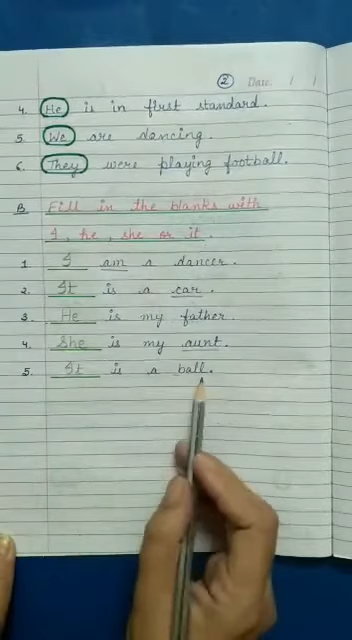 2 Date: / /
4. He is in first standard.
5. We are dancing.
6. They were playing football.
B Fill in the blanks with
I, he, she or it.
1 I am a dancer.
2. It is a car.
3. He is my father.
4. She is my aunt.
5. It is a ball.